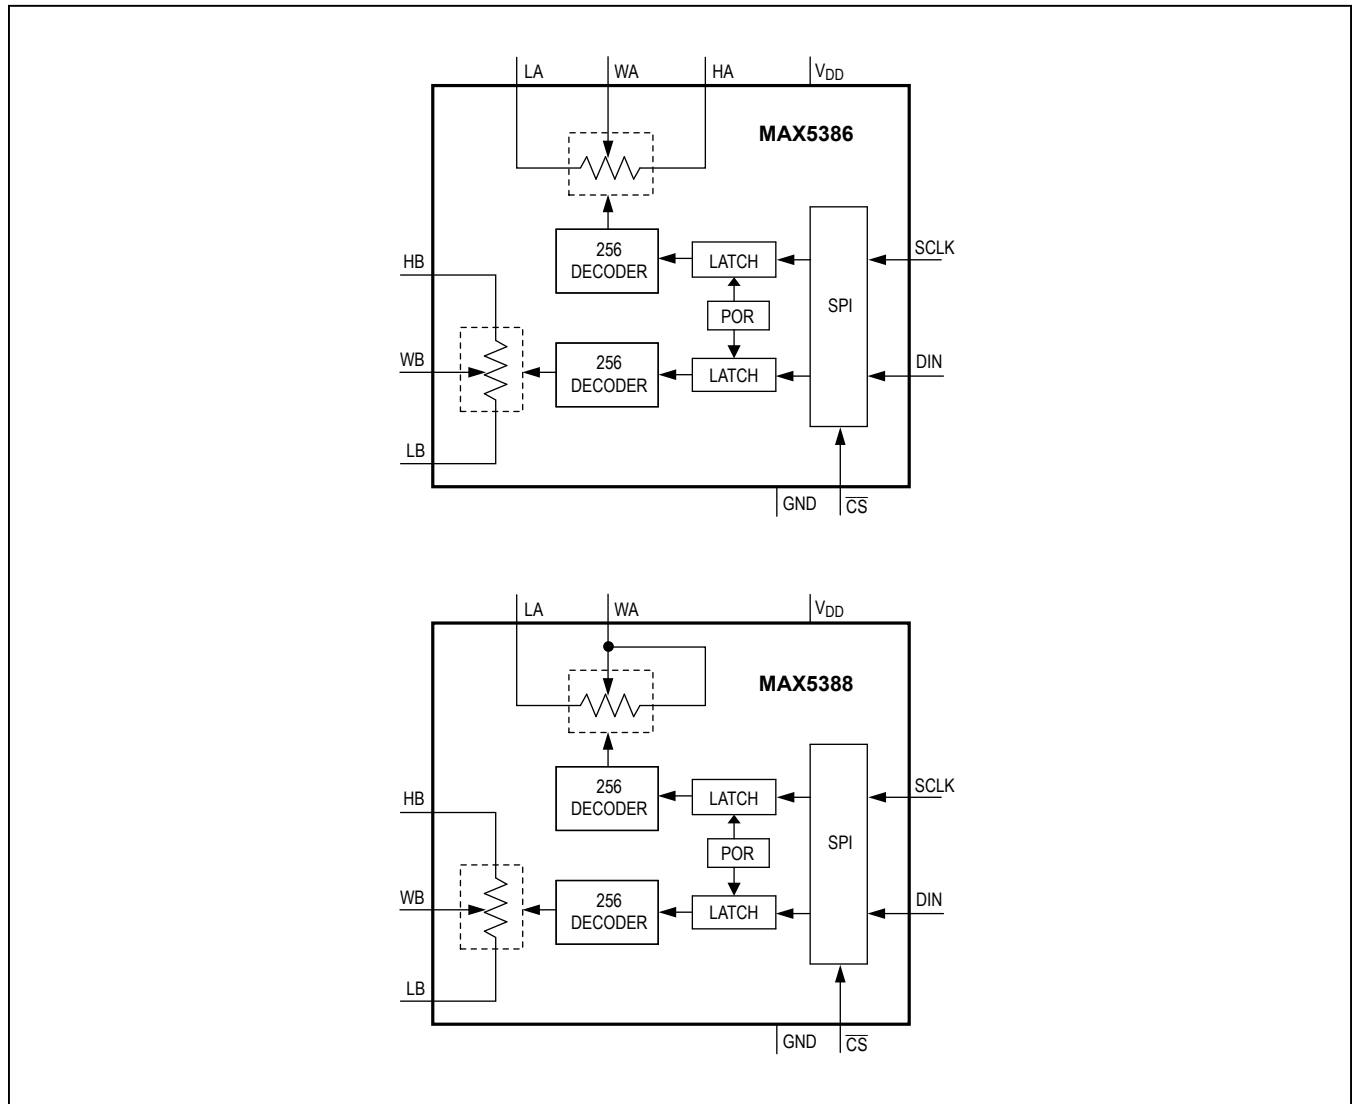 LA
WA
HA
VDD
MAX5386
HB
256
DECODER
LATCH
SCLK
POR
SPI
WB
256
DECODER
LATCH
DIN
LB
GND
CS
LA
WA
VDD
MAX5388
HB
256
DECODER
LATCH
SCLK
POR
SPI
WB
256
DECODER
LATCH
DIN
LB
GND
CS